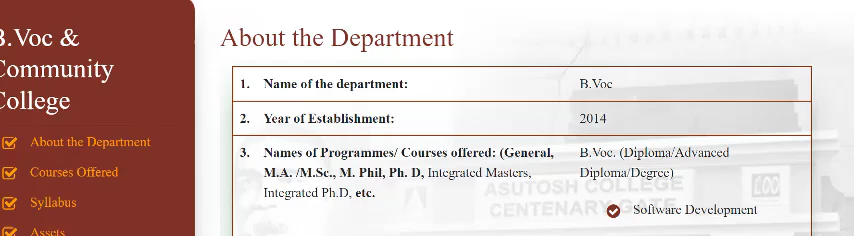 B.Voc &
Community
College
About the Department
Courses Offered
Syllabus
Assets
About the Department
1. Name of the department: B.Voc
2. Year of Establishment: 2014
3. Names of Programmes/ Courses offered: (General, B.Voc. (Diploma/Advanced
M.A. /M.Sc., M. Phil, Ph. D, Integrated Masters, Diploma/Degree)
Integrated Ph.D, etc.
Software Development
ASUTOSH COLLEGE
CENTENARY GATE
100